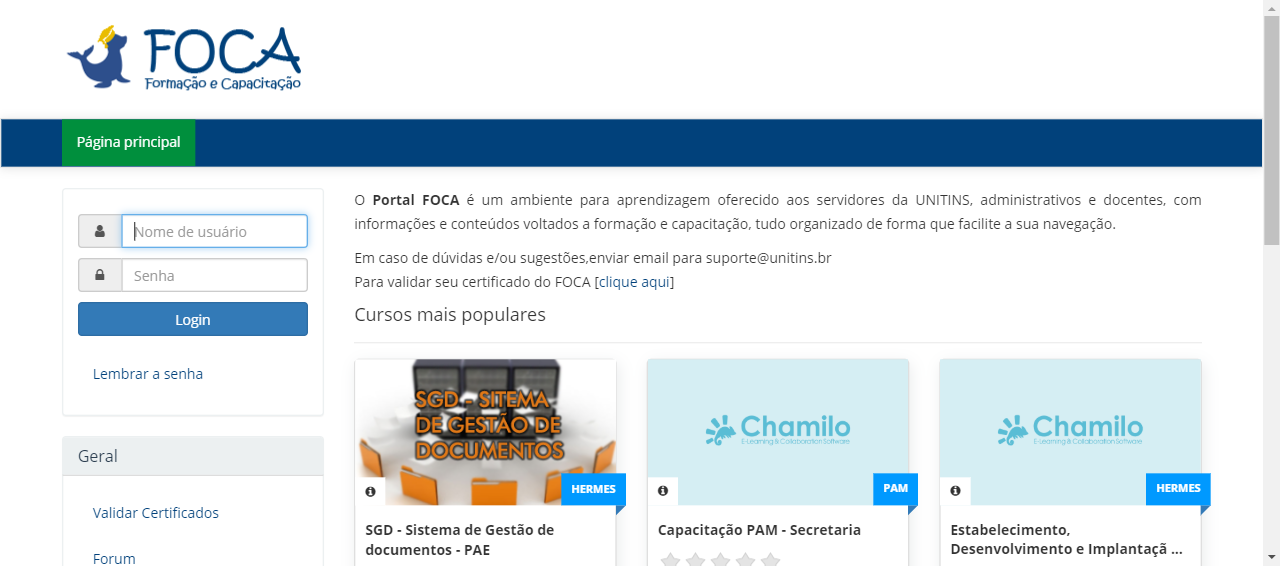 FOCA
Formação e Capacitação
Página principal
Nome de usuário
Senha
Login
Lembrar a senha
Geral
Validar Certificados
Forum
O Portal FOCA é um ambiente para aprendizagem oferecido aos servidores da UNITINS, administrativos e docentes, com
informações e conteúdos voltados a formação e capacitação, tudo organizado de forma que facilite a sua navegação.
Em caso de dúvidas e/ou sugestões,enviar email para suporte@unitins.br
Para validar seu certificado do FOCA [clique aqui]
Cursos mais populares
SGD - SITEMA
DE GESTÃO DE
DOCUMENTOS
HERMES
SGD - Sistema de Gestão de
documentos - PAE
Chamilo
E-Learning & Collaboration Software
PAM
Capacitação PAM - Secretaria
Chamilo
E-Learning & Collaboration Software
HERMES
Estabelecimento,
Desenvolvimento e Implantaçã ...